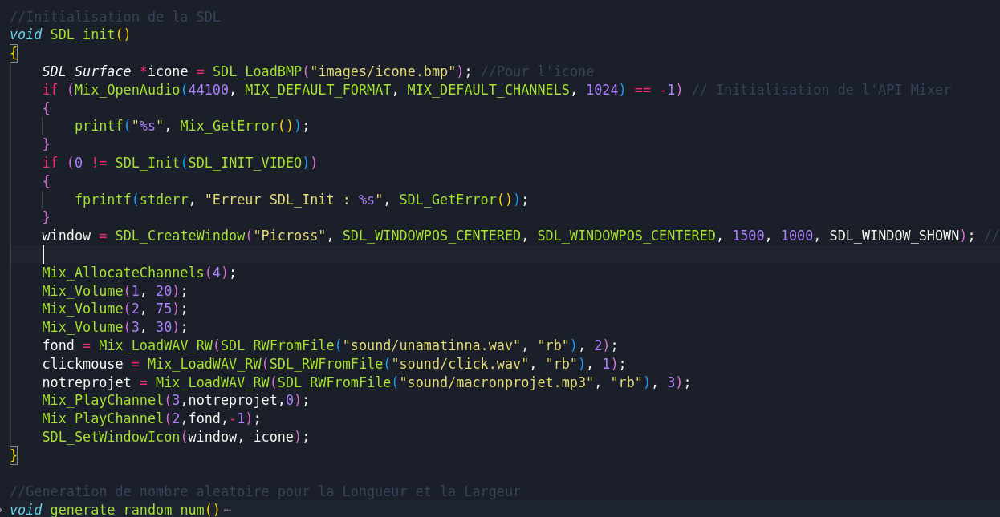 //Initialisation de la SDL
void SDL_init()
{
    SDL_Surface *icone = SDL_LoadBMP("images/icone.bmp"); //Pour l'icone
    if (Mix_OpenAudio(44100, MIX_DEFAULT_FORMAT, MIX_DEFAULT_CHANNELS, 1024) == -1) // Initialisation de l'API Mixer
    {
        printf("%s", Mix_GetError());
    }
    if (0 != SDL_Init(SDL_INIT_VIDEO))
    {
        fprintf(stderr, "Erreur SDL_Init : %s", SDL_GetError());
    }
    window = SDL_CreateWindow("Picross", SDL_WINDOWPOS_CENTERED, SDL_WINDOWPOS_CENTERED, 1500, 1000, SDL_WINDOW_SHOWN); //
    Mix_AllocateChannels(4);
    Mix_Volume(1, 20);
    Mix_Volume(2, 75);
    Mix_Volume(3, 30);
    fond = Mix_LoadWAV_RW(SDL_RWFromFile("sound/unamatinna.wav", "rb"), 2);
    clickmouse = Mix_LoadWAV_RW(SDL_RWFromFile("sound/click.wav", "rb"), 1);
    notreprojet = Mix_LoadWAV_RW(SDL_RWFromFile("sound/macronprojet.mp3", "rb"), 3);
    Mix_PlayChannel(3,notreprojet,0);
    Mix_PlayChannel(2,fond,-1);
    SDL_SetWindowIcon(window, icone);
}
//Generation de nombre aleatoire pour la Longueur et la Largeur
void generate_random_num()⋯